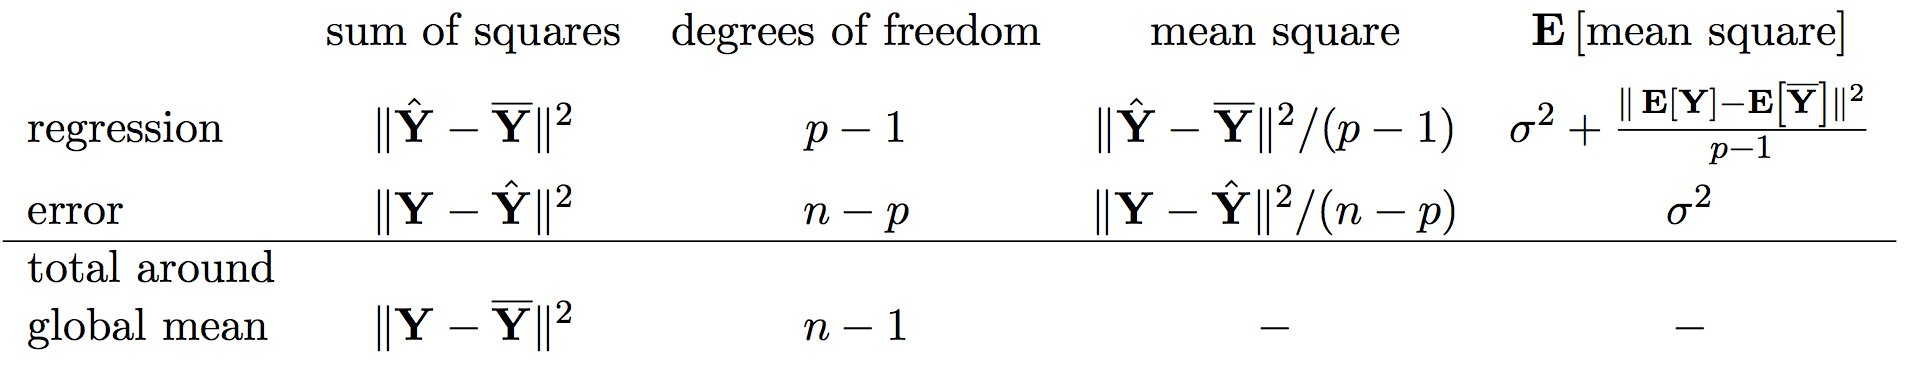 sum of squares degrees of freedom mean square E [mean square]
regression ‖Ŷ − Y̅‖² p − 1 ‖Ŷ − Y̅‖²/(p − 1) σ² + ‖ E[Y]−E[Y̅]‖² / p−1
error ‖Y − Ŷ‖² n − p ‖Y − Ŷ‖²/(n − p) σ²
total around
global mean ‖Y − Y̅‖² n − 1 − −